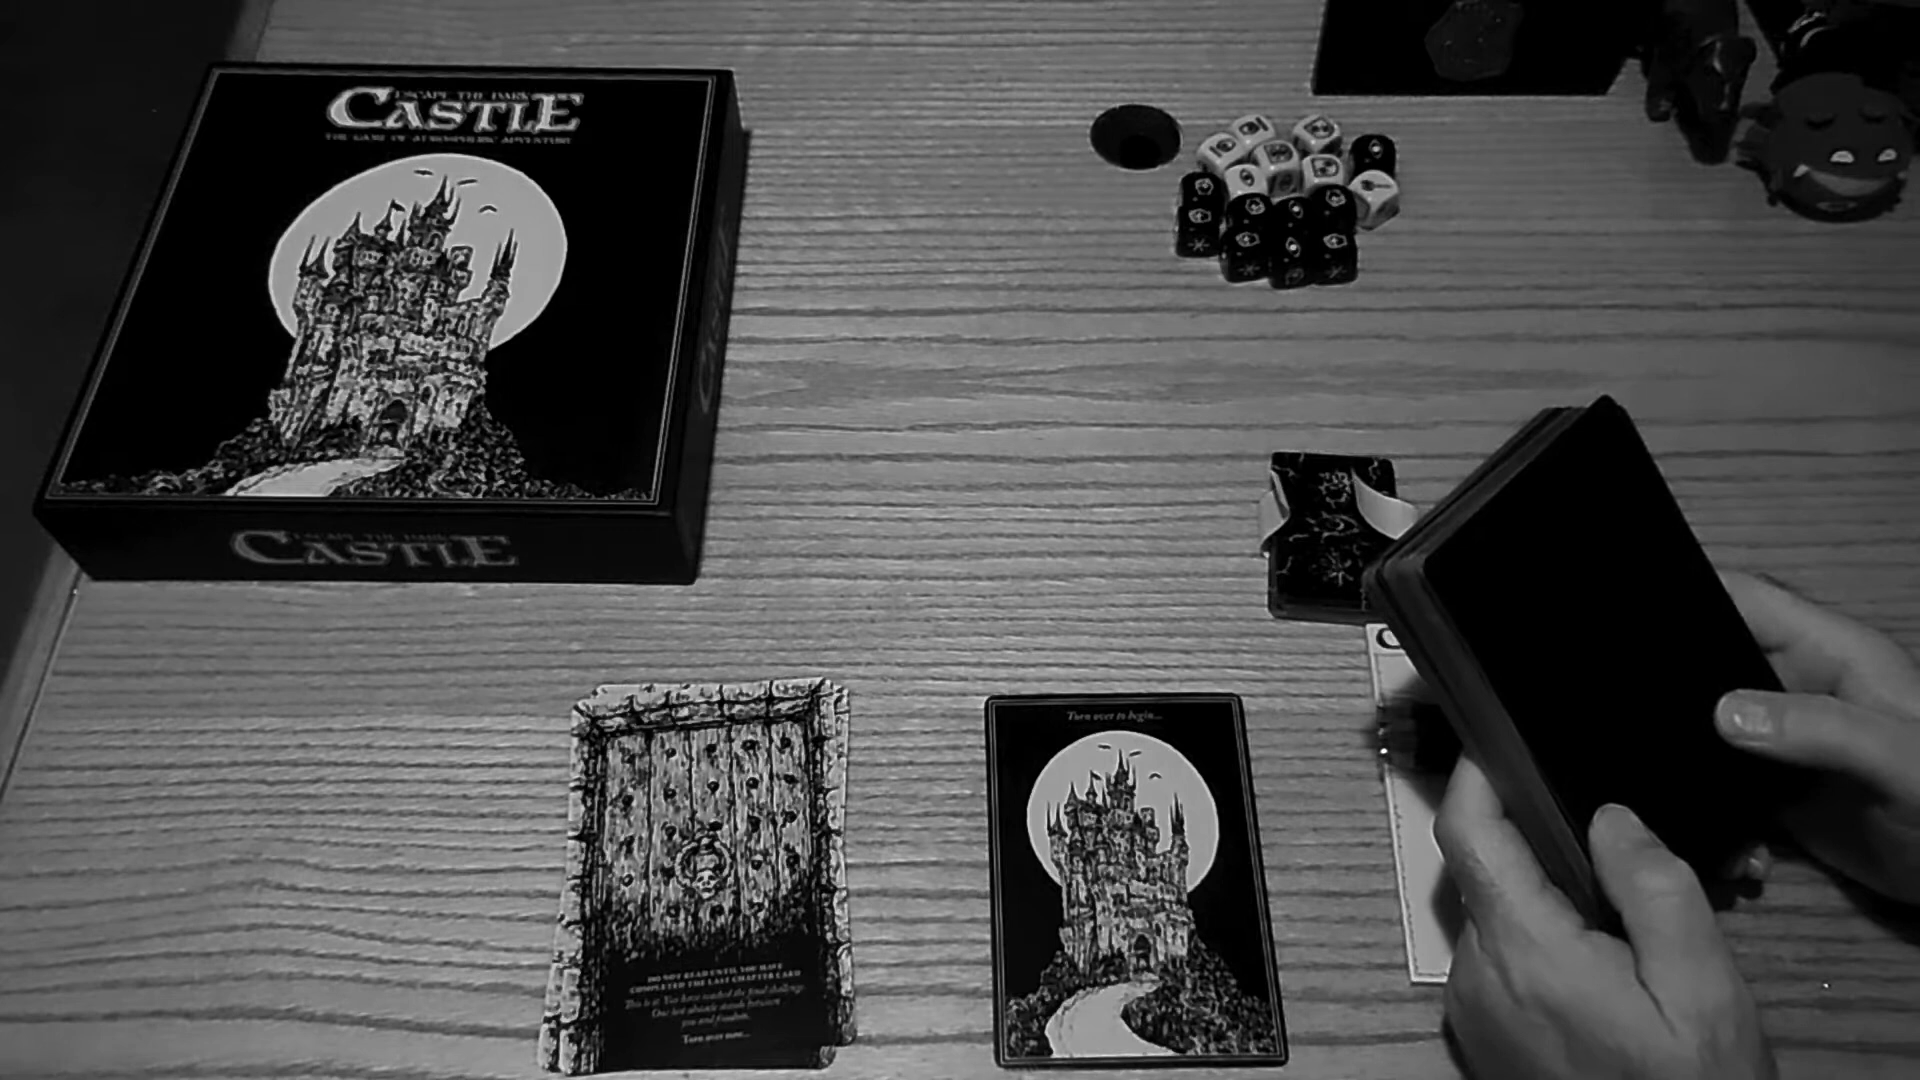 ESCAPE THE DARK
CASTLE
THE GAME OF ATMOSPHERIC ADVENTURE
ESCAPE THE DARK
CASTLE
Turn over to begin...
DO NOT READ UNTIL YOU HAVE
COMPLETED THE LAST CHAPTER CARD
This is it. You have reached the final challenge.
One last obstacle stands between
you and freedom.
Turn over now...